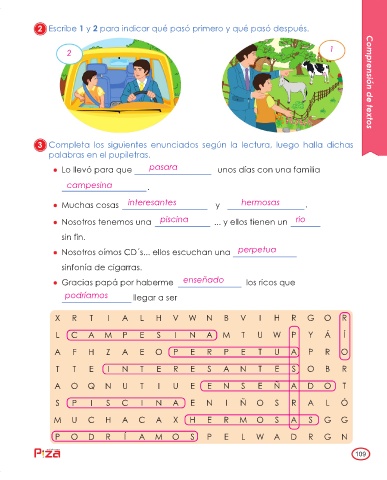 2 Escribe 1 y 2 para indicar qué pasó primero y qué pasó después.
2
1
Comprensión de textos
3 Completa los siguientes enunciados según la lectura, luego halla dichas
palabras en el pupiletras.
• Lo llevó para que pasara unos días con una familia
campesina.
• Muchas cosas interesantes y hermosas.
• Nosotros tenemos una piscina ... y ellos tienen un río
sin fin.
• Nosotros oímos CD´s... ellos escuchan una perpetua
sinfonía de cigarras.
• Gracias papá por haberme enseñado los ricos que
podríamos llegar a ser
X R T I A L H V W N B V I H R G O R
L C A M P E S I N A M T U W P Y Á Í
A F H Z A E O P E R P E T U A P R O
T T E I N T E R E S A N T E S O B R
A O Q N U T I U E E N S E Ñ A D O T
S P I S C I N A E N I Ñ O S R A L Ó
M U C H A C A X H E R M O S A S G G
P O D R Í A M O S P E L W A D R G N
Piza
109